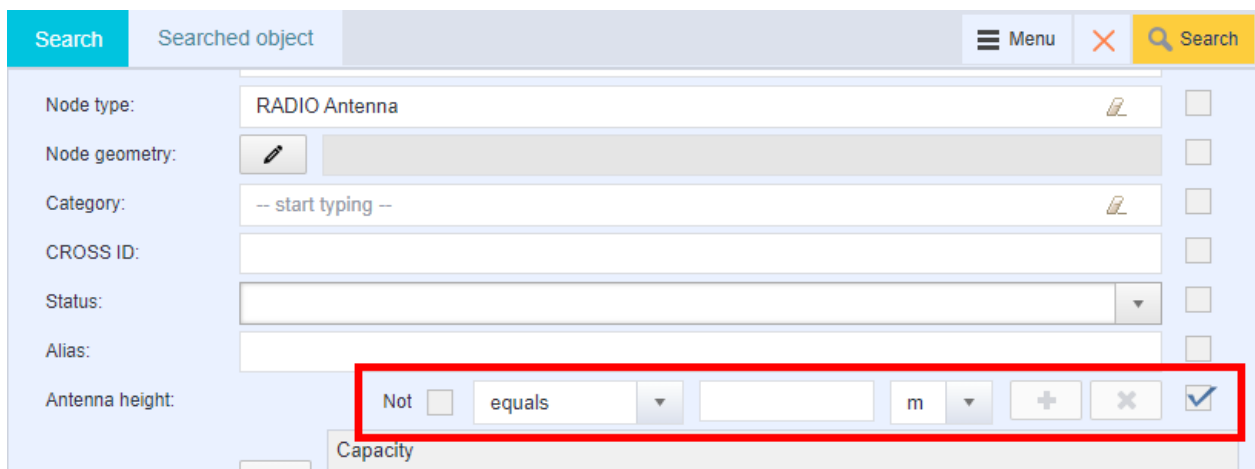 Search Searched object Menu Search
Node type: RADIO Antenna
Node geometry:
Category: -- start typing --
CROSS ID:
Status:
Alias:
Antenna height: Not equals m
Capacity